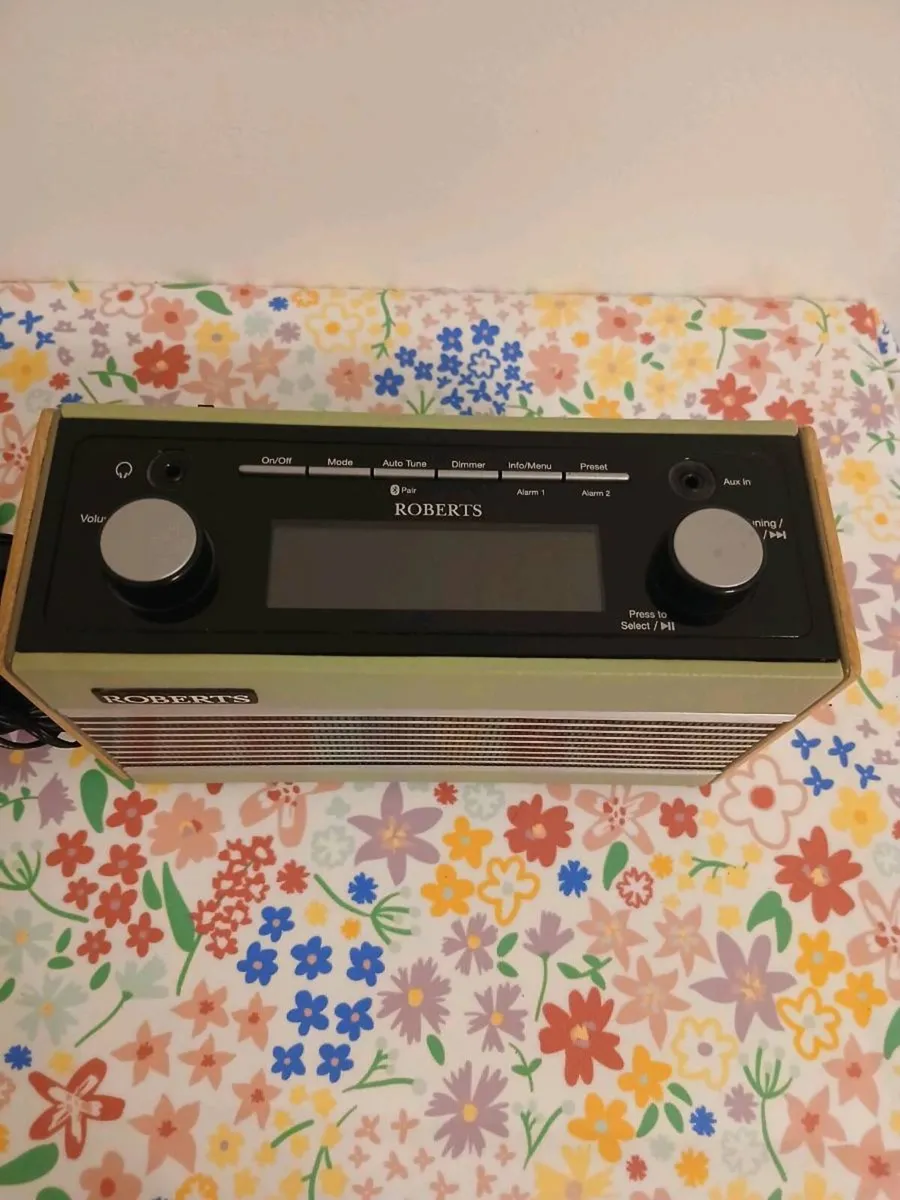 On/Off
Mode
Auto Tune
Dimmer
Info/Menu
Preset
Pair
Alarm 1
Alarm 2
Aux In
ROBERTS
Press to
Select /
ROBERTS